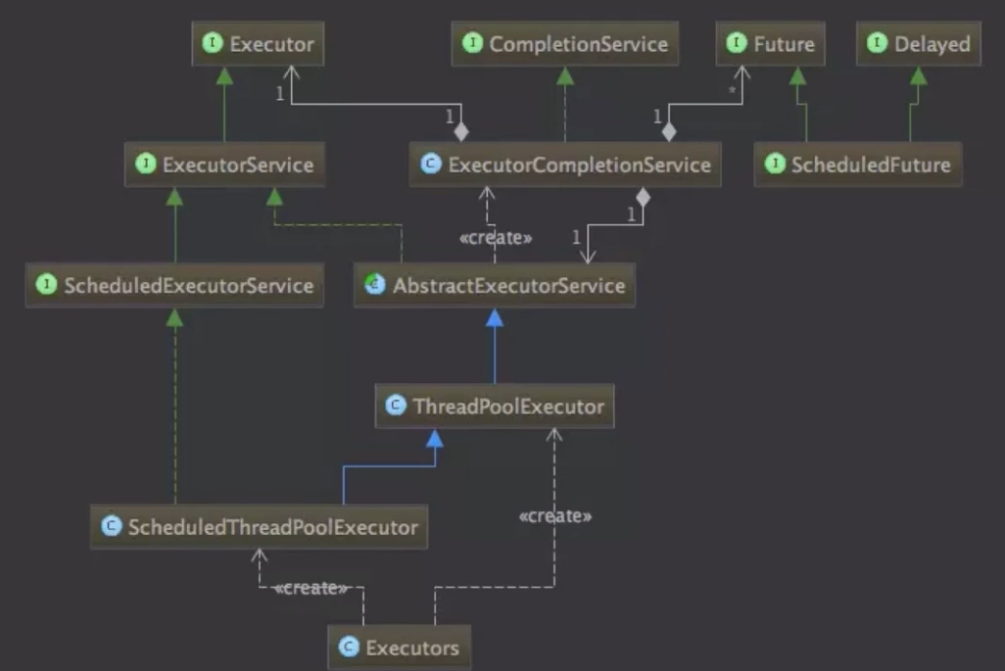 I Executor
I CompletionService
I Future
I Delayed
1
1
1
*
I ExecutorService
C ExecutorCompletionService
I ScheduledFuture
1
«create»
1
I ScheduledExecutorService
C AbstractExecutorService
C ThreadPoolExecutor
«create»
C ScheduledThreadPoolExecutor
«create»
C Executors